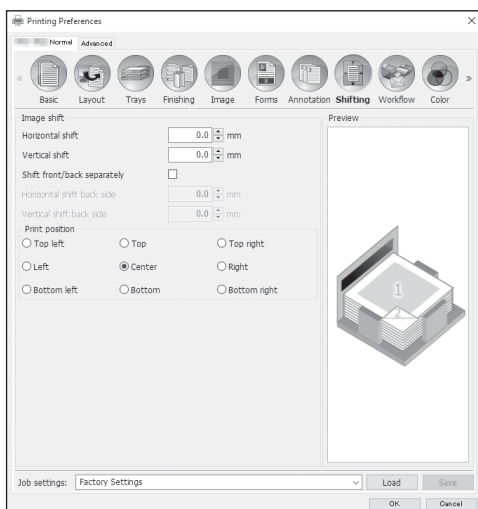 Printing Preferences
Normal Advanced
« Basic Layout Trays Finishing Image Forms Annotation Shifting Workflow Color »
Image shift
Horizontal shift 0.0 mm
Vertical shift 0.0 mm
Shift front/back separately
Horizontal shift back side 0.0 mm
Vertical shift back side 0.0 mm
Print position
Top left Top Top right
Left Center Right
Bottom left Bottom Bottom right
Preview
1
2
Job settings: Factory Settings Load Save
OK Cancel